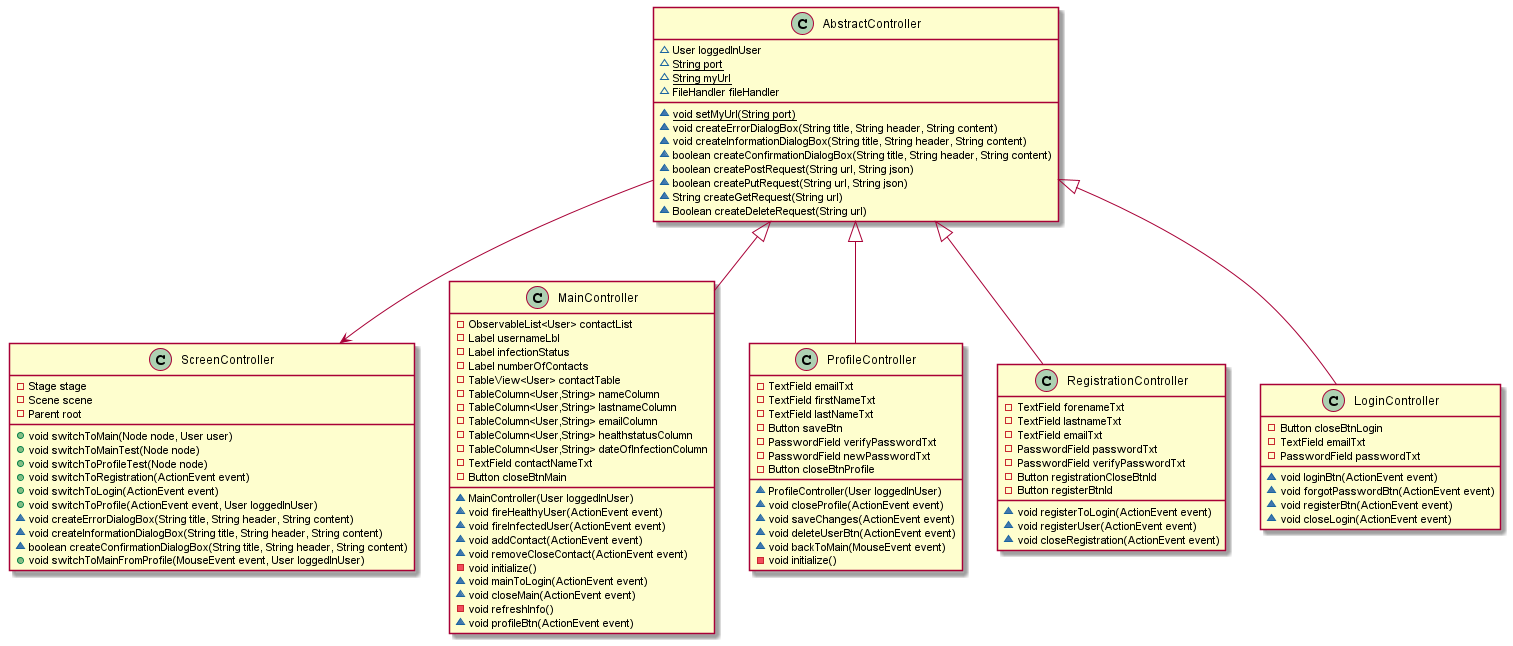 C AbstractController
User loggedInUser
String port
String myUrl
FileHandler fileHandler
void setMyUrl(String port)
void createErrorDialogBox(String title, String header, String content)
void createInformationDialogBox(String title, String header, String content)
boolean createConfirmationDialogBox(String title, String header, String content)
boolean createPostRequest(String url, String json)
boolean createPutRequest(String url, String json)
String createGetRequest(String url)
Boolean createDeleteRequest(String url)
C ScreenController
Stage stage
Scene scene
Parent root
void switchToMain(Node node, User user)
void switchToMainTest(Node node)
void switchToProfileTest(Node node)
void switchToRegistration(ActionEvent event)
void switchToLogin(ActionEvent event)
void switchToProfile(ActionEvent event, User loggedInUser)
void createErrorDialogBox(String title, String header, String content)
void createInformationDialogBox(String title, String header, String content)
boolean createConfirmationDialogBox(String title, String header, String content)
void switchToMainFromProfile(MouseEvent event, User loggedInUser)
C MainController
ObservableList<User> contactList
Label usernameLbl
Label infectionStatus
Label numberOfContacts
TableView<User> contactTable
TableColumn<User,String> nameColumn
TableColumn<User,String> lastnameColumn
TableColumn<User,String> emailColumn
TableColumn<User,String> healthstatusColumn
TableColumn<User,String> dateOfInfectionColumn
TextField contactNameTxt
Button closeBtnMain
MainController(User loggedInUser)
void fireHealthyUser(ActionEvent event)
void fireInfectedUser(ActionEvent event)
void addContact(ActionEvent event)
void removeCloseContact(ActionEvent event)
void initialize()
void mainToLogin(ActionEvent event)
void closeMain(ActionEvent event)
void refreshInfo()
void profileBtn(ActionEvent event)
C ProfileController
TextField emailTxt
TextField firstNameTxt
TextField lastNameTxt
Button saveBtn
PasswordField verifyPasswordTxt
PasswordField newPasswordTxt
Button closeBtnProfile
ProfileController(User loggedInUser)
void closeProfile(ActionEvent event)
void saveChanges(ActionEvent event)
void deleteUserBtn(ActionEvent event)
void backToMain(MouseEvent event)
void initialize()
C RegistrationController
TextField forenameTxt
TextField lastnameTxt
TextField emailTxt
PasswordField passwordTxt
PasswordField verifyPasswordTxt
Button registrationCloseBtnId
Button registerBtnId
void registerToLogin(ActionEvent event)
void registerUser(ActionEvent event)
void closeRegistration(ActionEvent event)
C LoginController
Button closeBtnLogin
TextField emailTxt
PasswordField passwordTxt
void loginBtn(ActionEvent event)
void forgotPasswordBtn(ActionEvent event)
void registerBtn(ActionEvent event)
void closeLogin(ActionEvent event)